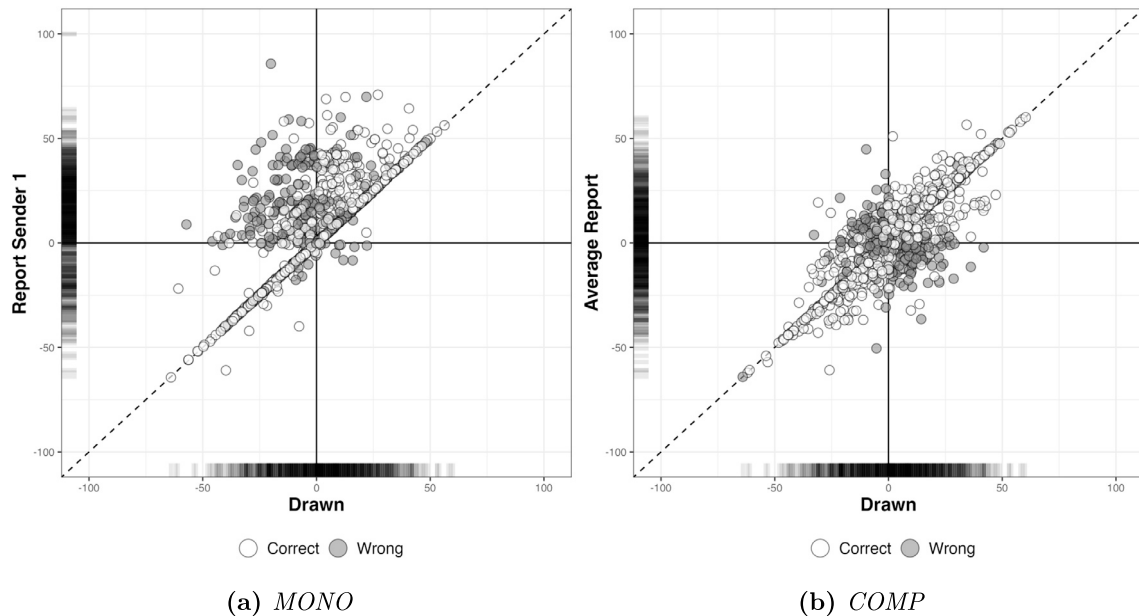 100
50
0
-50
-100
Report Sender 1
-100 -50 0 50 100
Drawn
Correct Wrong
(a) MONO
100
50
0
-50
-100
Average Report
-100 -50 0 50 100
Drawn
Correct Wrong
(b) COMP